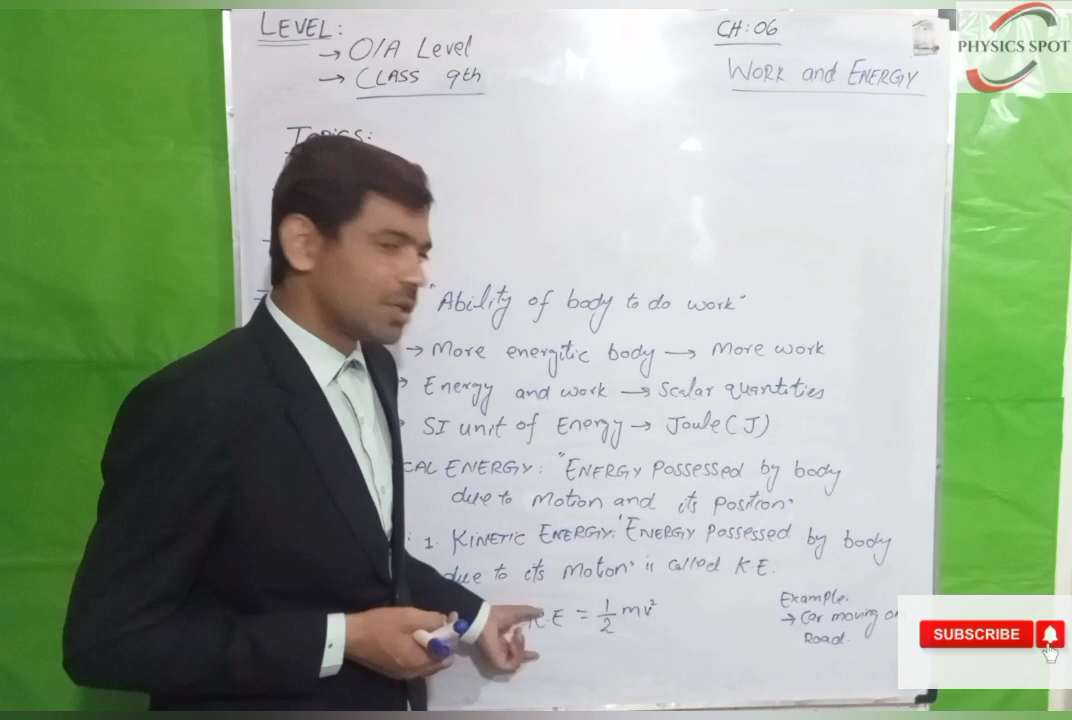 LEVEL:
→ O/A Level
→ CLASS 9th
CH:06
WORK and ENERGY
PHYSICS SPOT
TOPICS:
"Ability of body to do work"
→ More energitic body → More work
Energy and work → Scalar quantities
SI unit of Energy → Joule (J)
CAL ENERGY: "ENERGY Possessed by body
due to Motion and its Position"
: 1. KINETIC ENERGY: "ENERGY Possessed by body
due to its Motion" is called K.E.
K.E = 1/2 mv²
Example:
→ Car moving on
Road.
SUBSCRIBE